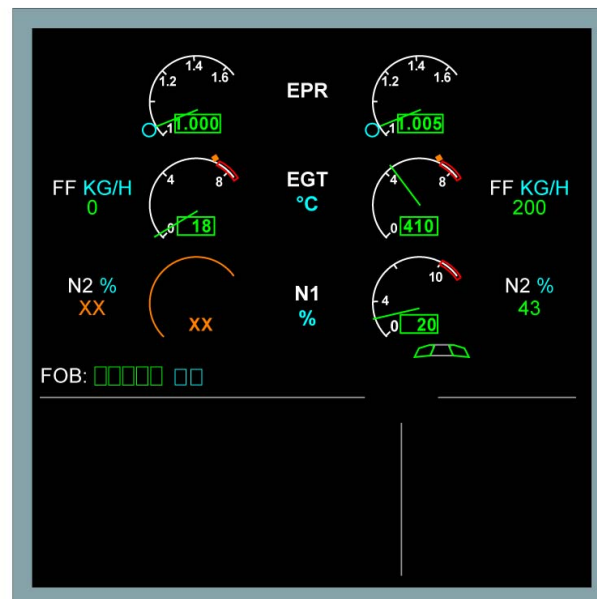 1.2 1.4 1.6 1 1.000 EPR 1.2 1.4 1.6 1 1.005
FF KG/H 0 4 8 0 18 EGT °C 4 8 0 410 FF KG/H 200
N2 % XX XX N1 % 4 10 0 20 N2 % 43
FOB: